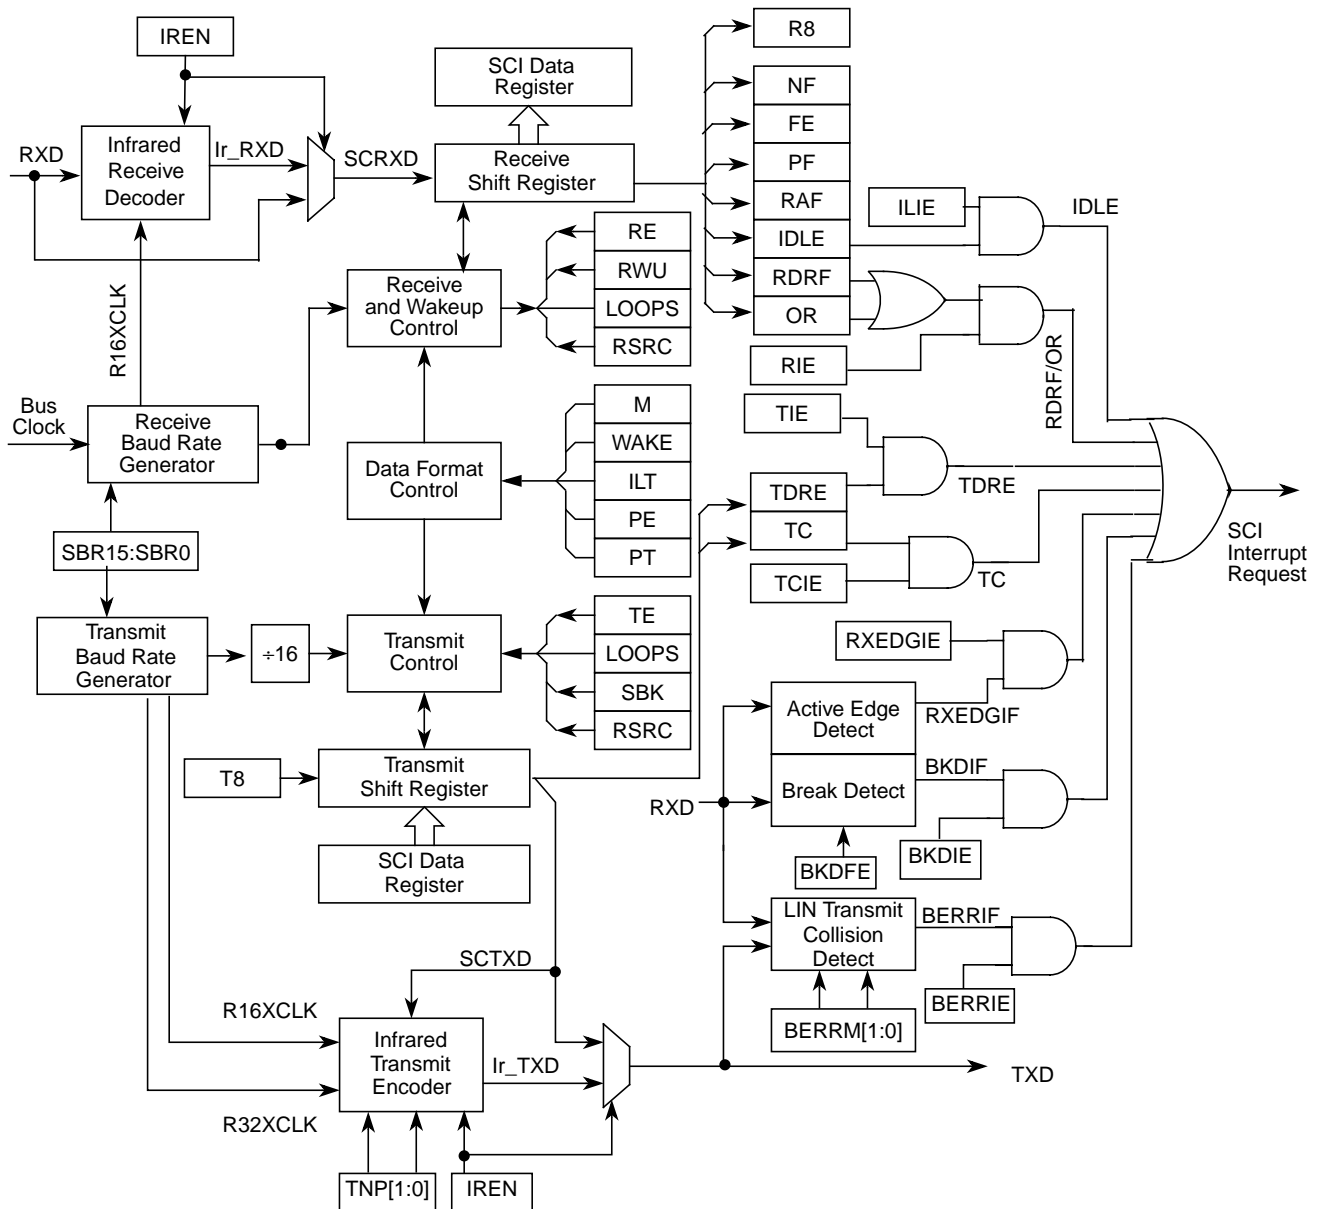 IREN
R8
SCI Data
Register
NF
FE
PF
RAF
IDLE
RDRF
OR
RXD
Infrared
Receive
Decoder
Ir_RXD
SCRXD
Receive
Shift Register
ILIE
IDLE
RE
RWU
LOOPS
RSRC
Receive
and Wakeup
Control
R16XCLK
RIE
RDRF/OR
Bus
Clock
Receive
Baud Rate
Generator
M
WAKE
ILT
PE
PT
Data Format
Control
TIE
TDRE
TC
TDRE
TCIE
TC
SCI
Interrupt
Request
SBR15:SBR0
Transmit
Baud Rate
Generator
÷16
Transmit
Control
TE
LOOPS
SBK
RSRC
RXEDGIE
Active Edge
Detect
RXEDGIF
T8
Transmit
Shift Register
RXD
Break Detect
BKDIF
BKDIE
BKDFE
SCI Data
Register
LIN Transmit
Collision
Detect
BERRIF
BERRIE
BERRM[1:0]
SCTXD
R16XCLK
Infrared
Transmit
Encoder
Ir_TXD
TXD
R32XCLK
TNP[1:0]
IREN